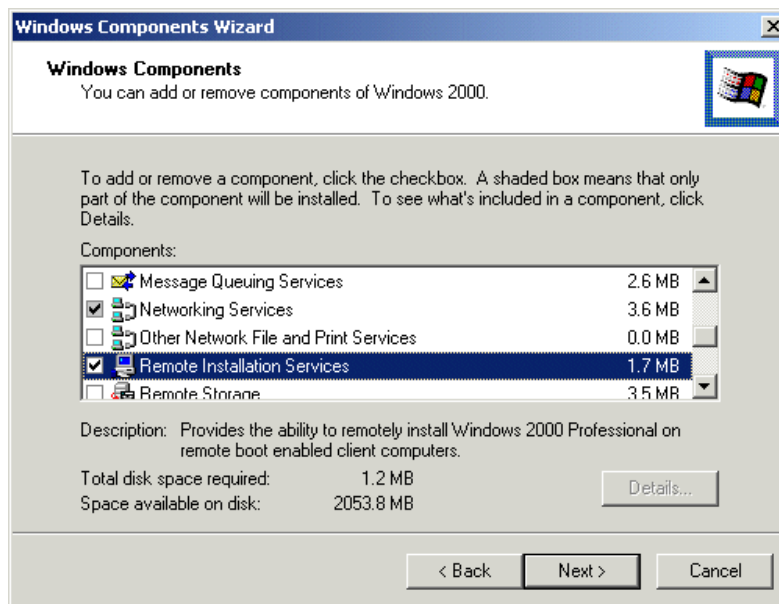 Windows Components Wizard
Windows Components
You can add or remove components of Windows 2000.
To add or remove a component, click the checkbox. A shaded box means that only
part of the component will be installed. To see what's included in a component, click
Details.
Components:
Message Queuing Services 2.6 MB
Networking Services 3.6 MB
Other Network File and Print Services 0.0 MB
Remote Installation Services 1.7 MB
Remote Storage 3.5 MB
Description: Provides the ability to remotely install Windows 2000 Professional on
remote boot enabled client computers.
Total disk space required: 1.2 MB
Space available on disk: 2053.8 MB
Details...
< Back Next > Cancel